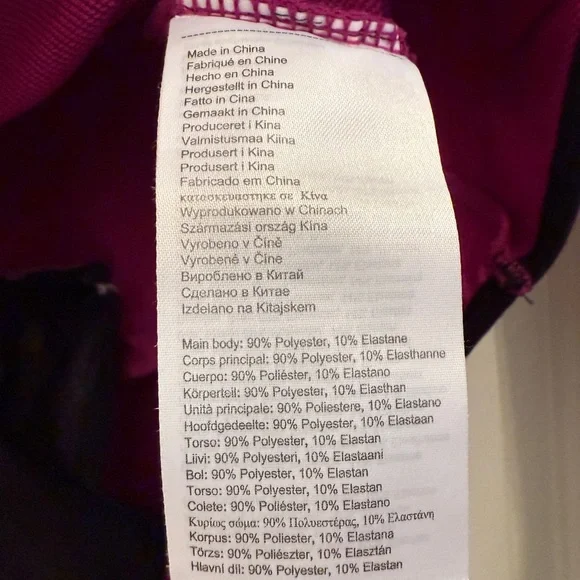 Made in China
Fabriqué en Chine
Hecho en China
Hergestellt in China
Fatto in Cina
Gemaakt in China
Produceret i Kina
Valmistusmaa Kiina
Produsert i Kina
Produsert i Kina
Fabricado em China
κατασκευαστηκε σε Κίνα
Wyprodukowano w Chinach
Származási ország Kína
Vyrobeno v Číně
Vyrobené v Číne
Вироблено в Китай
Сделано в Китае
Izdelano na Kitajskem
Main body: 90% Polyester, 10% Elastane
Corps principal: 90% Polyester, 10% Elasthanne
Cuerpo: 90% Poliéster, 10% Elastano
Körperteil: 90% Polyester, 10% Elasthan
Unità principale: 90% Poliestere, 10% Elastano
Hoofdgedeelte: 90% Polyester, 10% Elastaan
Torso: 90% Polyester, 10% Elastan
Liivi: 90% Polyesteri, 10% Elastaani
Bol: 90% Polyester, 10% Elastan
Torso: 90% Polyester, 10% Elastan
Colete: 90% Poliéster, 10% Elastano
Κυρίως σώμα: 90% Πολυεστέρας, 10% Ελαστάνη
Korpus: 90% Polyester, 10% Elastana
Törzs: 90% Poliészter, 10% Elasztán
Hlavní díl: 90% Polyester, 10% Elastan